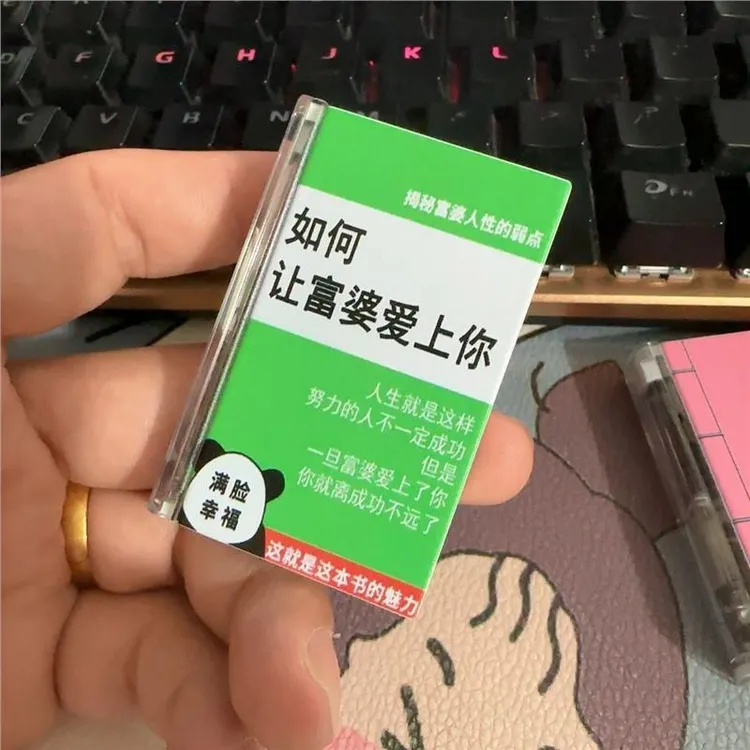 F G H J K L
C V B N
FN
揭秘富婆人性的弱点
如何
让富婆爱上你
人生就是这样
努力的人不一定成功
但是
一旦富婆爱上了你
你就离成功不远了
满脸
幸福
这就是这本书的魅力